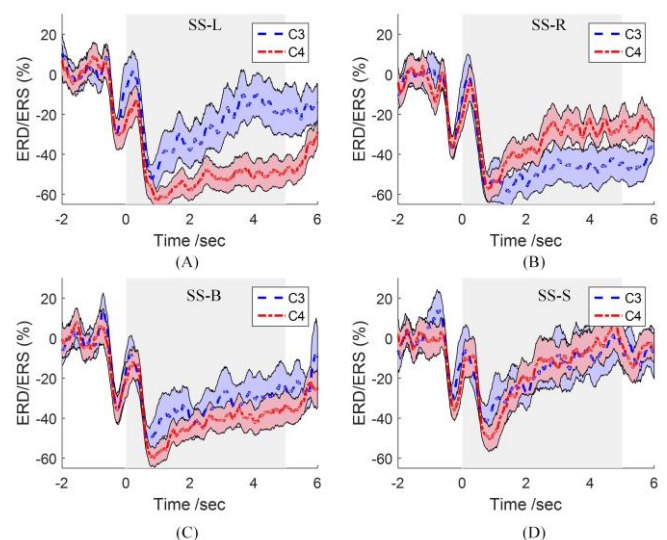 SS-L
C3
C4
20
0
-20
-40
-60
ERD/ERS (%)
-2 0 2 4 6
Time /sec
(A)
SS-R
C3
C4
20
0
-20
-40
-60
ERD/ERS (%)
-2 0 2 4 6
Time /sec
(B)
SS-B
C3
C4
20
0
-20
-40
-60
ERD/ERS (%)
-2 0 2 4 6
Time /sec
(C)
SS-S
C3
C4
20
0
-20
-40
-60
ERD/ERS (%)
-2 0 2 4 6
Time /sec
(D)